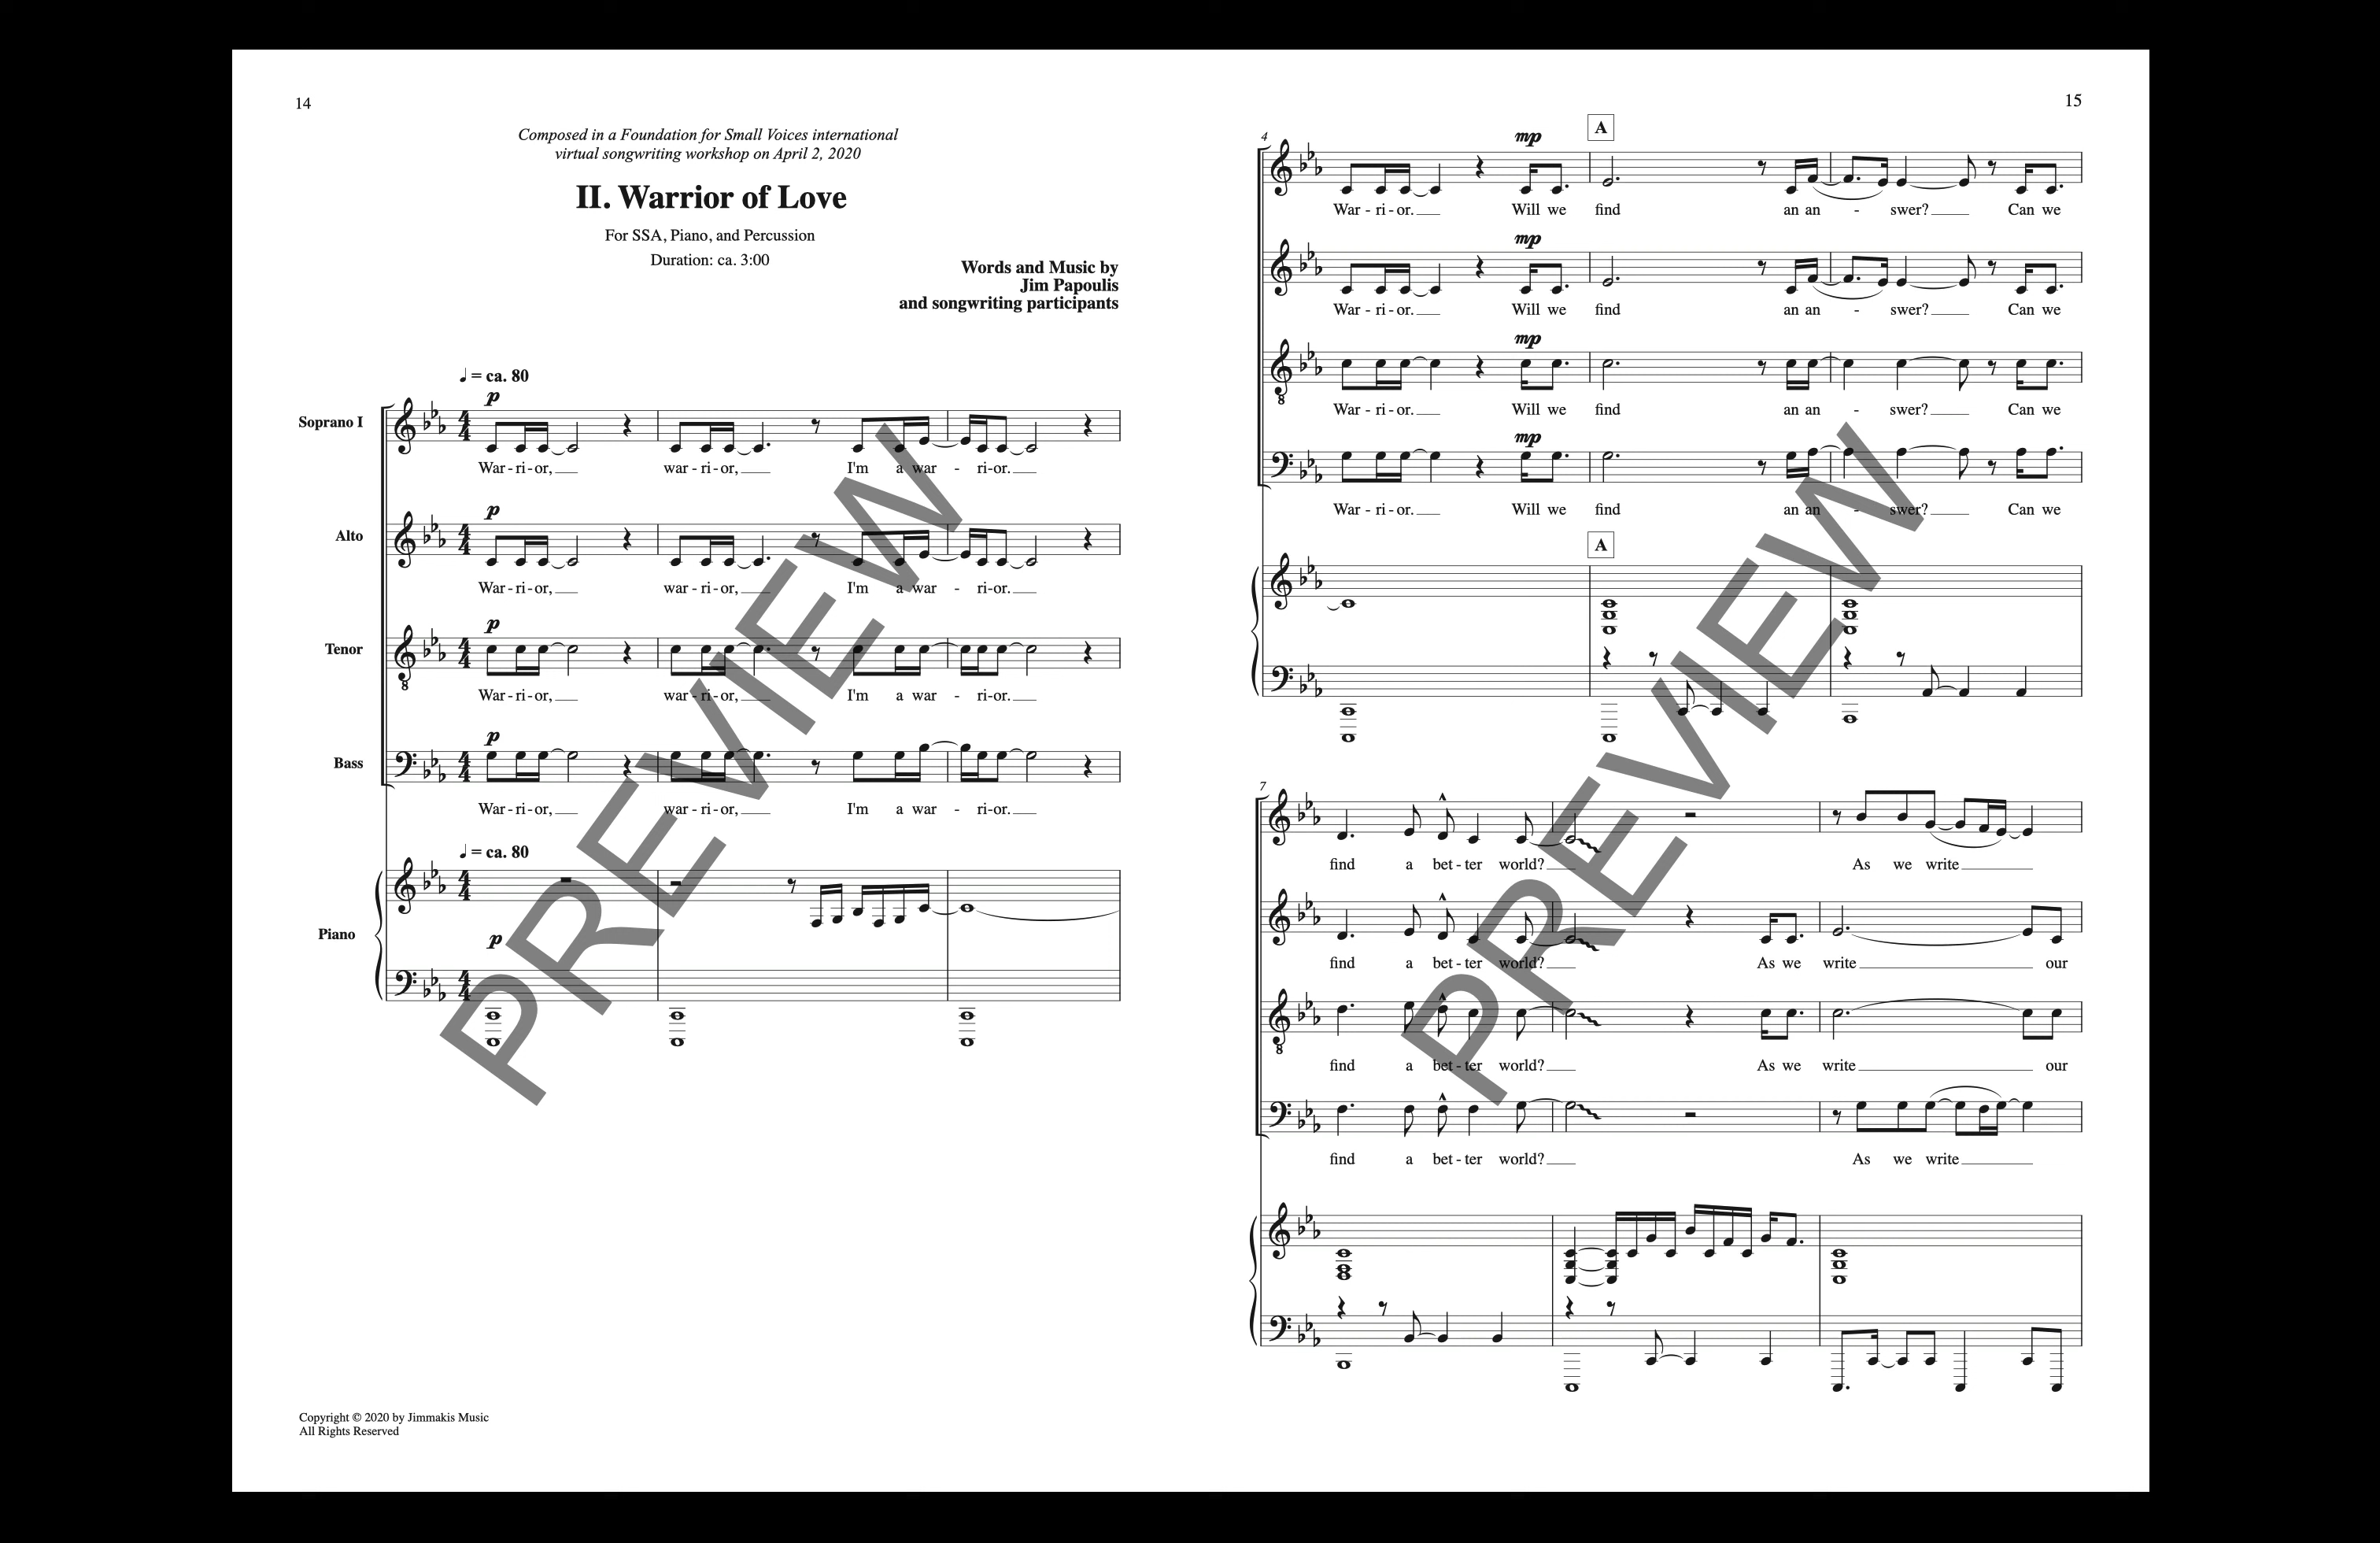 14
Composed in a Foundation for Small Voices international
virtual songwriting workshop on April 2, 2020
II. Warrior of Love
For SSA, Piano, and Percussion
Duration: ca. 3:00
Words and Music by
Jim Papoulis
and songwriting participants
♩ = ca. 80
p
Soprano I
War - ri - or, war - ri - or, I'm a war - ri-or.
p
Alto
War - ri - or, war - ri - or, I'm a war - ri-or.
p
Tenor
War - ri - or, war - ri - or, I'm a war - ri-or.
p
Bass
War - ri - or, war - ri - or, I'm a war - ri-or.
♩ = ca. 80
Piano
p
PREVIEW
Copyright © 2020 by Jimmakis Music
All Rights Reserved
15
4
mp
A
War - ri - or. Will we find an an - swer? Can we
mp
War - ri - or. Will we find an an - swer? Can we
mp
War - ri - or. Will we find an an - swer? Can we
mp
War - ri - or. Will we find an an - swer? Can we
A
7
find a bet - ter world? As we write
find a bet - ter world? As we write our
find a bet - ter world? As we write our
find a bet - ter world? As we write
PREVIEW